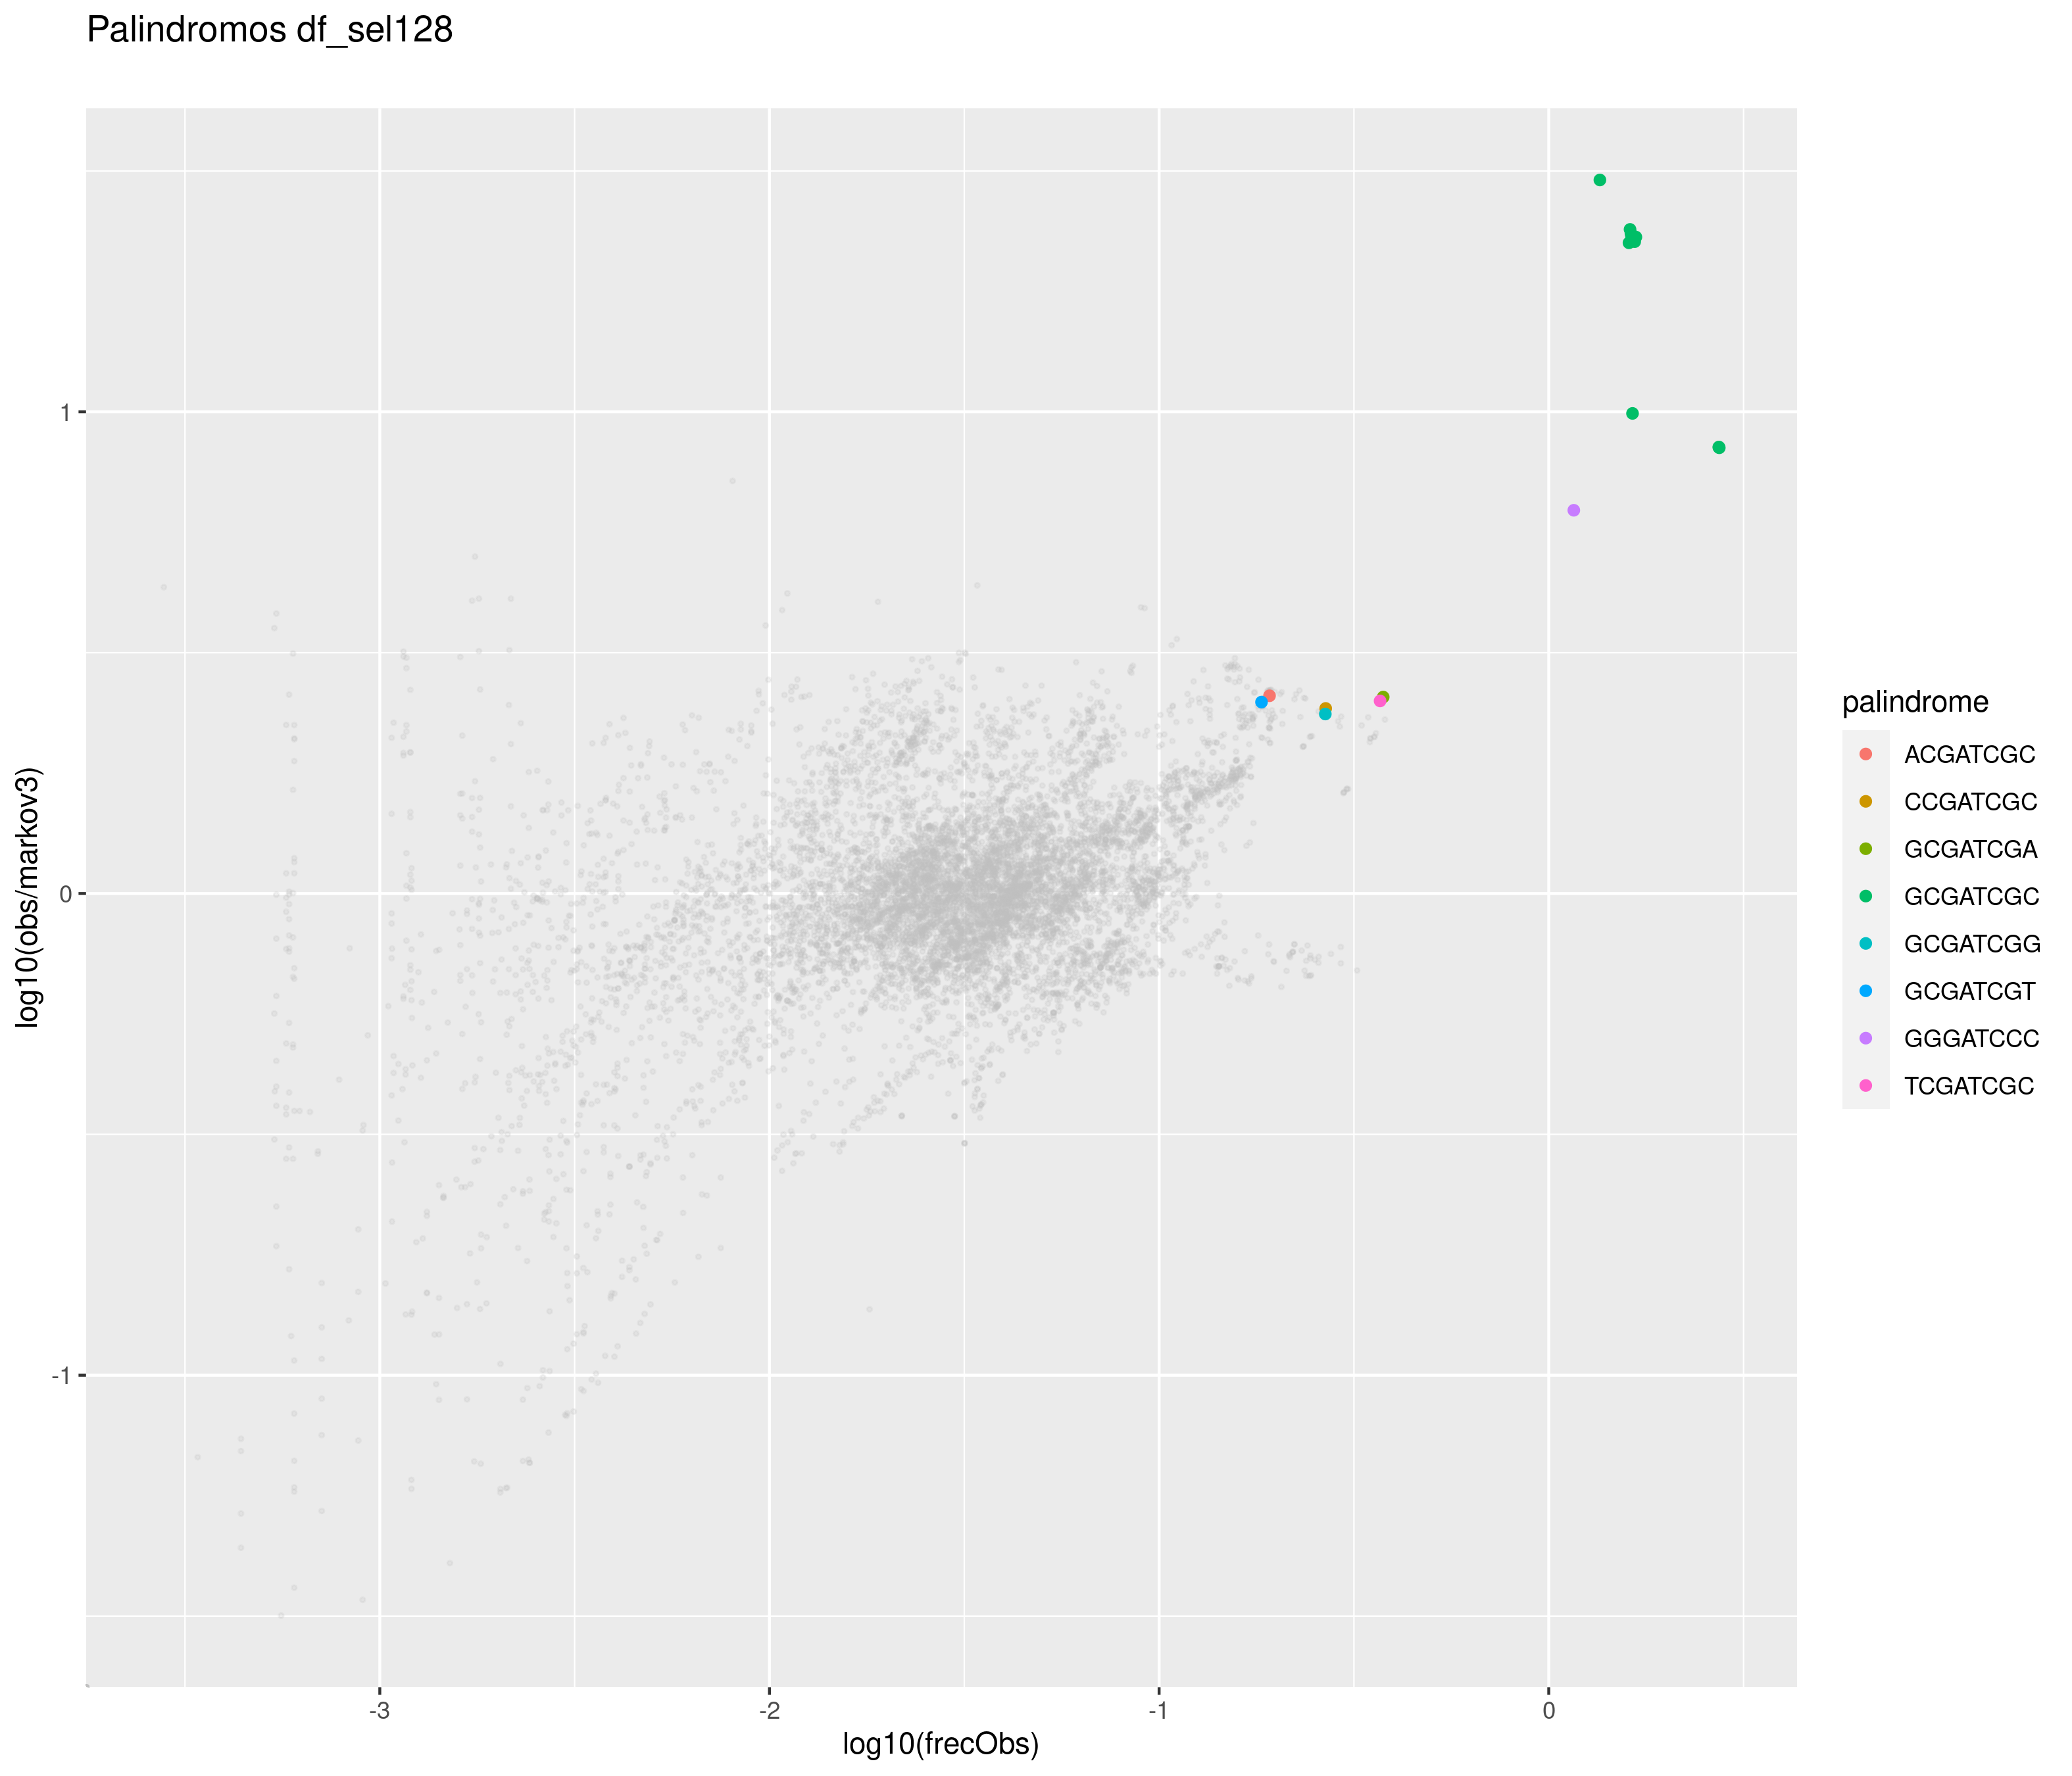 Palindromos df_sel128
log10(obs/markov3)
1
0
-1
-3
-2
-1
0
log10(frecObs)
palindrome
ACGATCGC
CCGATCGC
GCGATCGA
GCGATCGC
GCGATCGG
GCGATCGT
GGGATCCC
TCGATCGC